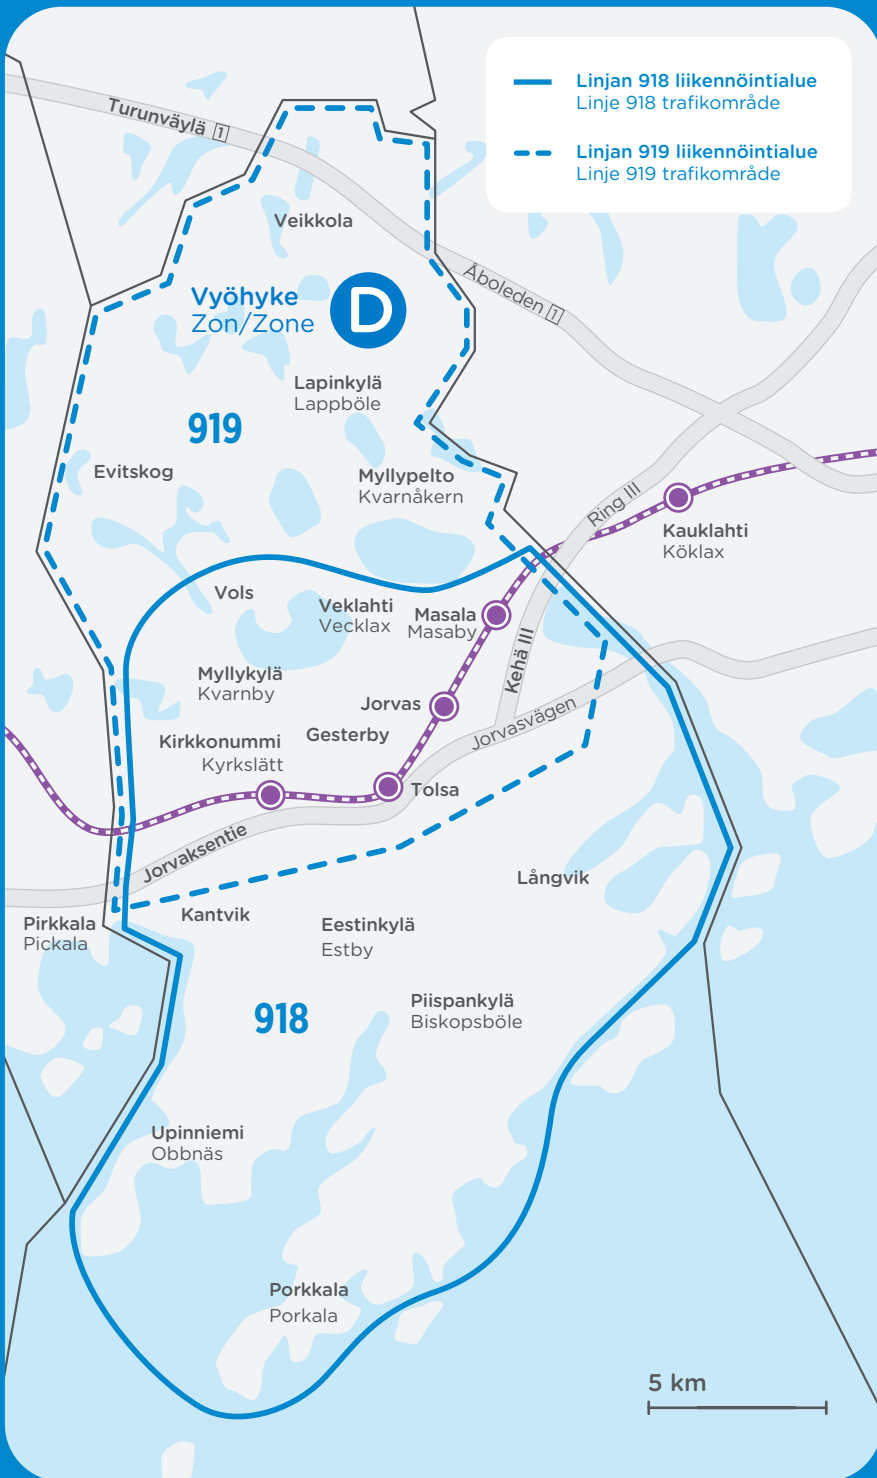 Linjan 918 liikennöintialue
Linje 918 trafikområde
Linjan 919 liikennöintialue
Linje 919 trafikområde
Turunväylä 1
Veikkola
Åboleden 1
Vyöhyke
Zon/Zone
D
Lapinkylä
Lappböle
919
Evitskog
Myllypelto
Kvarnåkern
Ring III
Kauklahti
Köklax
Vols
Veklahti
Vecklax
Masala
Masaby
Kehä III
Myllykylä
Kvarnby
Jorvas
Jorvasvägen
Gesterby
Kirkkonummi
Kyrkslätt
Tolsa
Jorvaksentie
Långvik
Kantvik
Pirkkala
Pickala
Eestinkylä
Estby
918
Piispankylä
Biskopsböle
Upinniemi
Obbnäs
Porkkala
Porkala
5 km